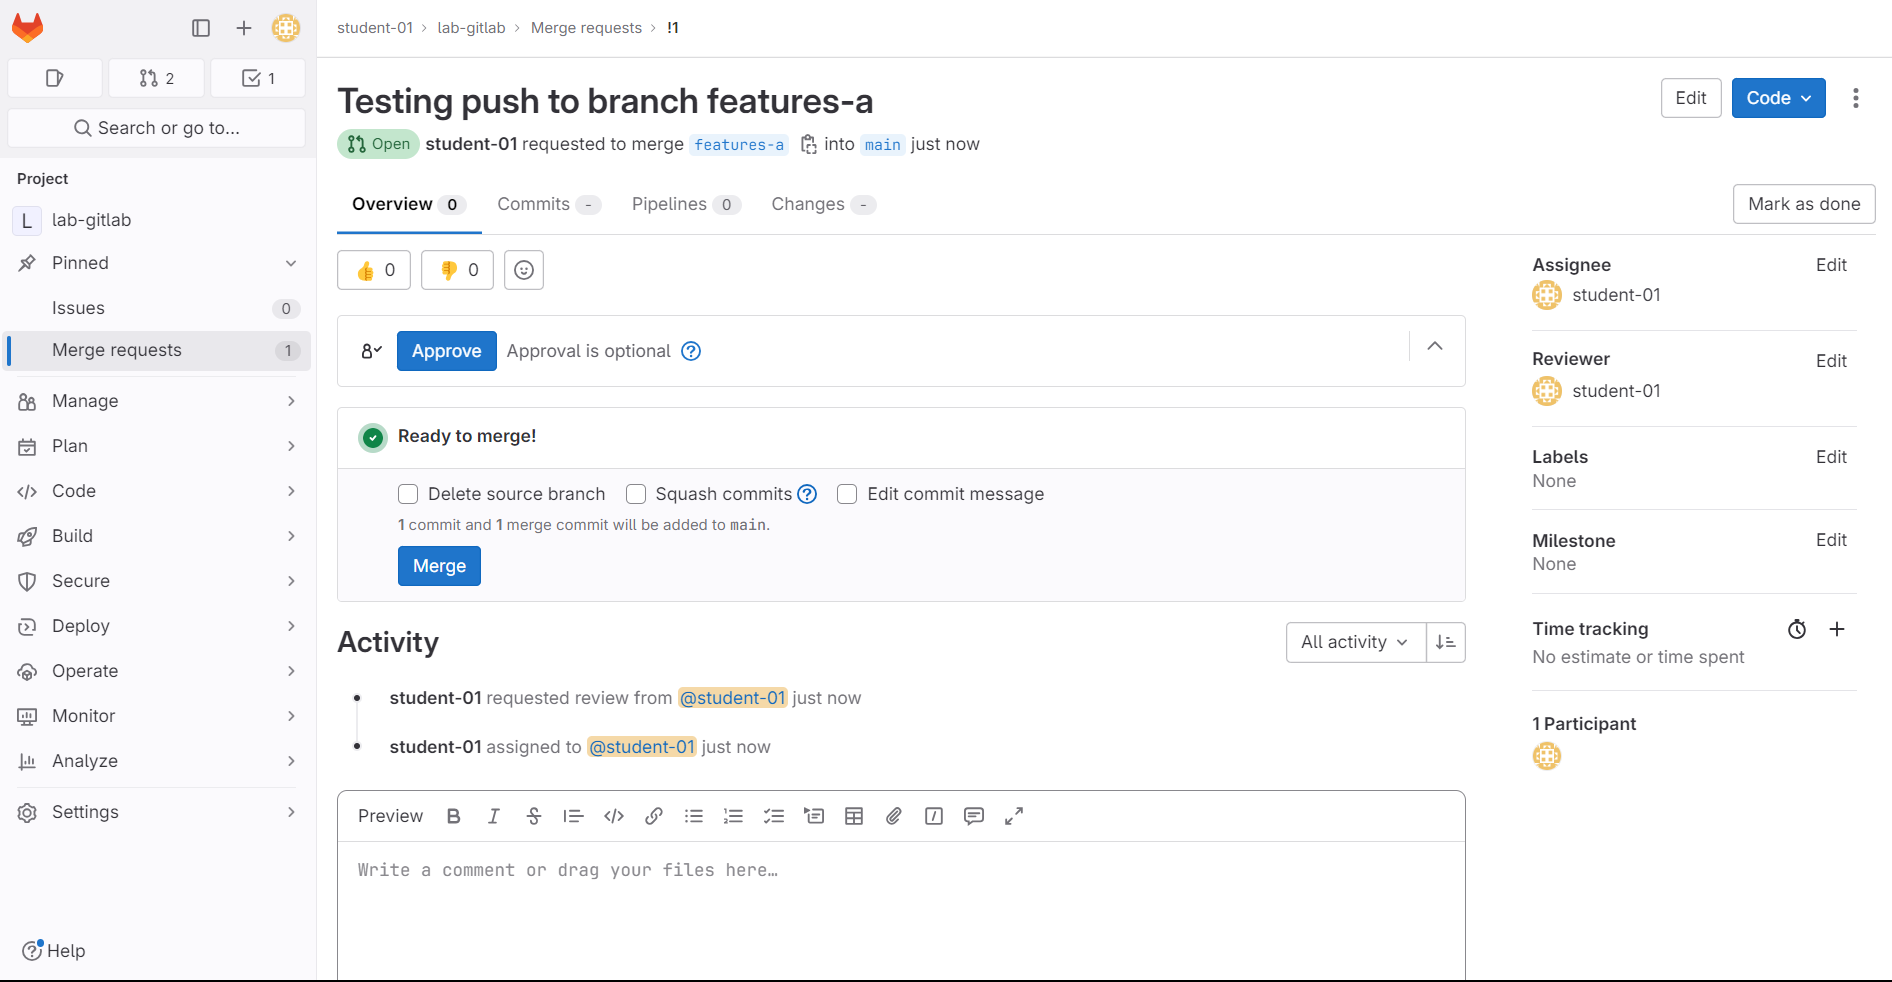 student-01 › lab-gitlab › Merge requests › !1
2 1
Search or go to...
Project
L lab-gitlab
Pinned
Issues 0
Merge requests 1
Manage
Plan
Code
Build
Secure
Deploy
Operate
Monitor
Analyze
Settings
Help
Testing push to branch features-a
Edit Code
Open student-01 requested to merge features-a into main just now
Overview 0 Commits - Pipelines 0 Changes -
Mark as done
👍 0 👎 0
Approve Approval is optional
Ready to merge!
Delete source branch Squash commits Edit commit message
1 commit and 1 merge commit will be added to main.
Merge
Activity
All activity
student-01 requested review from @student-01 just now
student-01 assigned to @student-01 just now
Preview
Write a comment or drag your files here…
Assignee Edit
student-01
Reviewer Edit
student-01
Labels Edit
None
Milestone Edit
None
Time tracking
No estimate or time spent
1 Participant